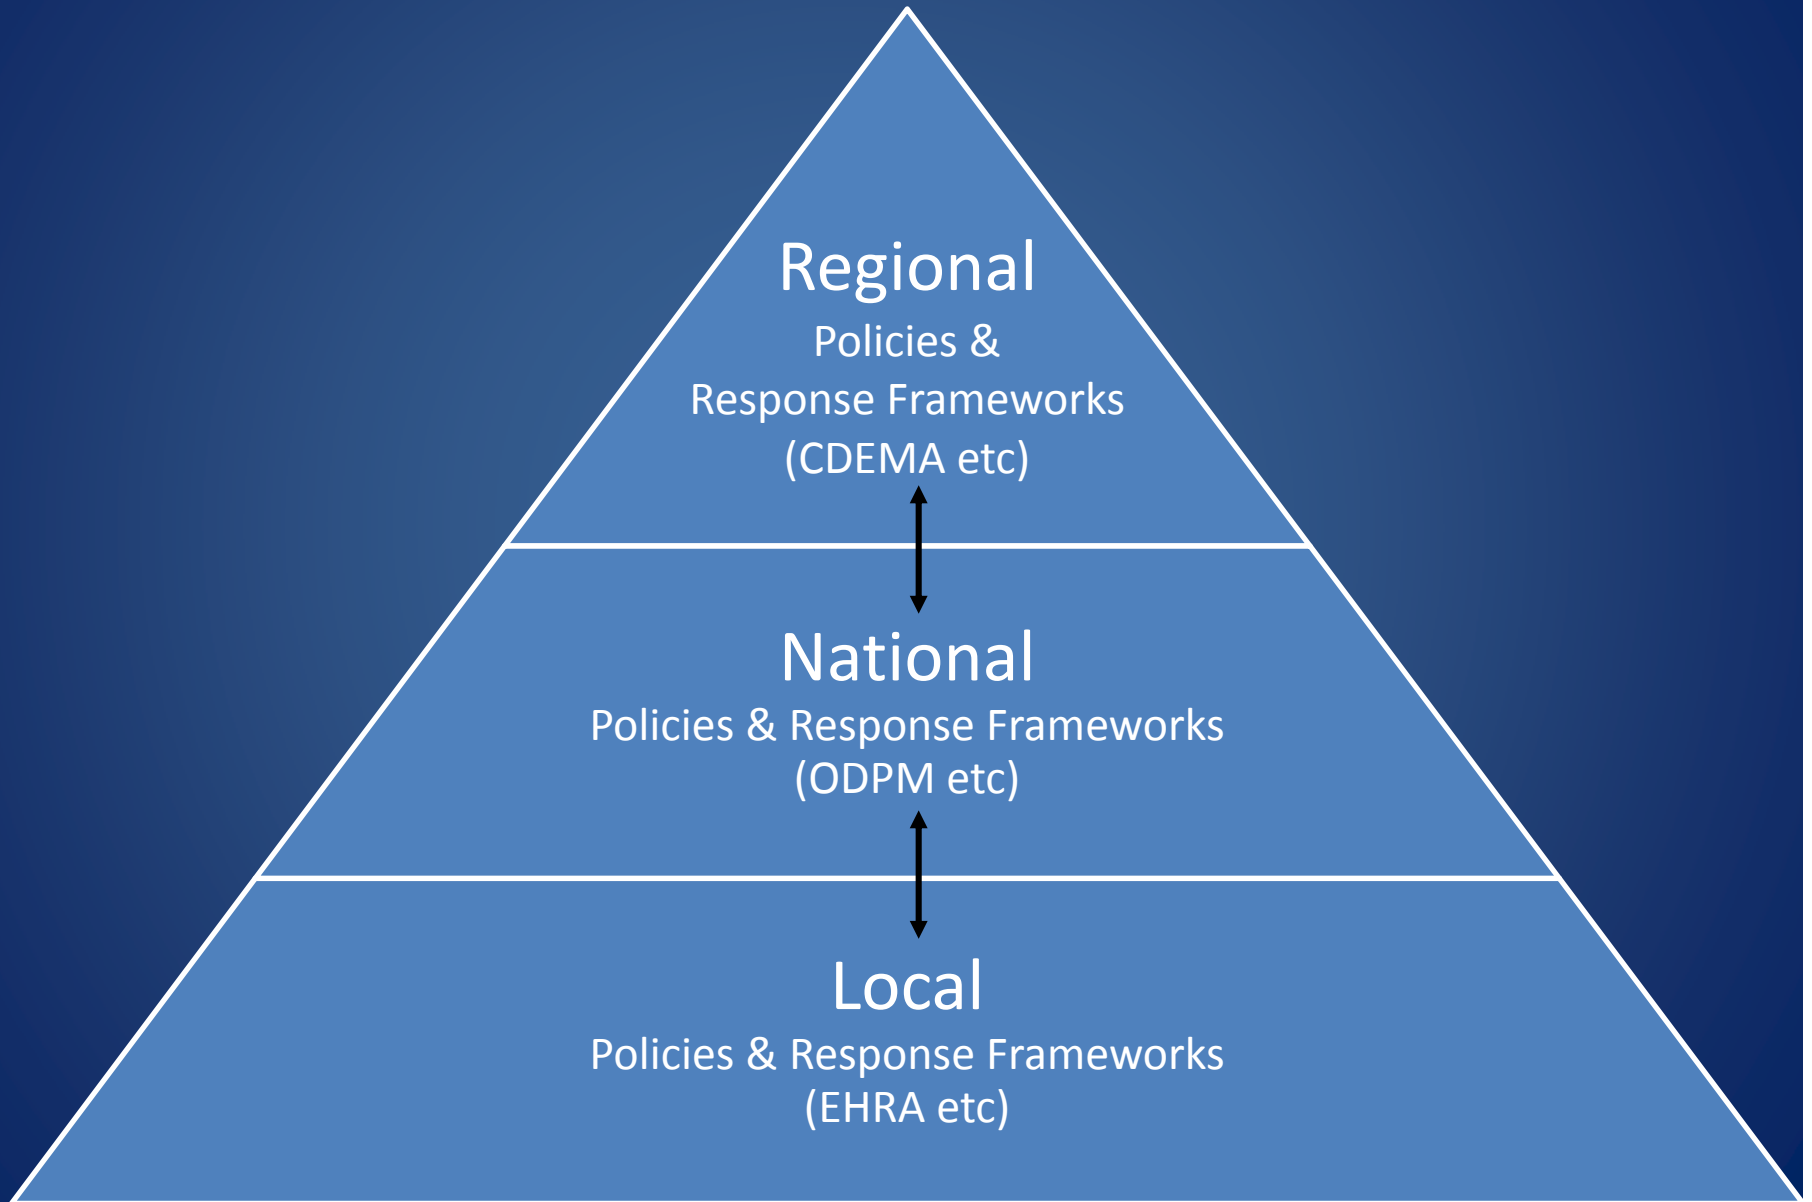 Regional
Policies &
Response Frameworks
(CDEMA etc)
National
Policies & Response Frameworks
(ODPM etc)
Local
Policies & Response Frameworks
(EHRA etc)